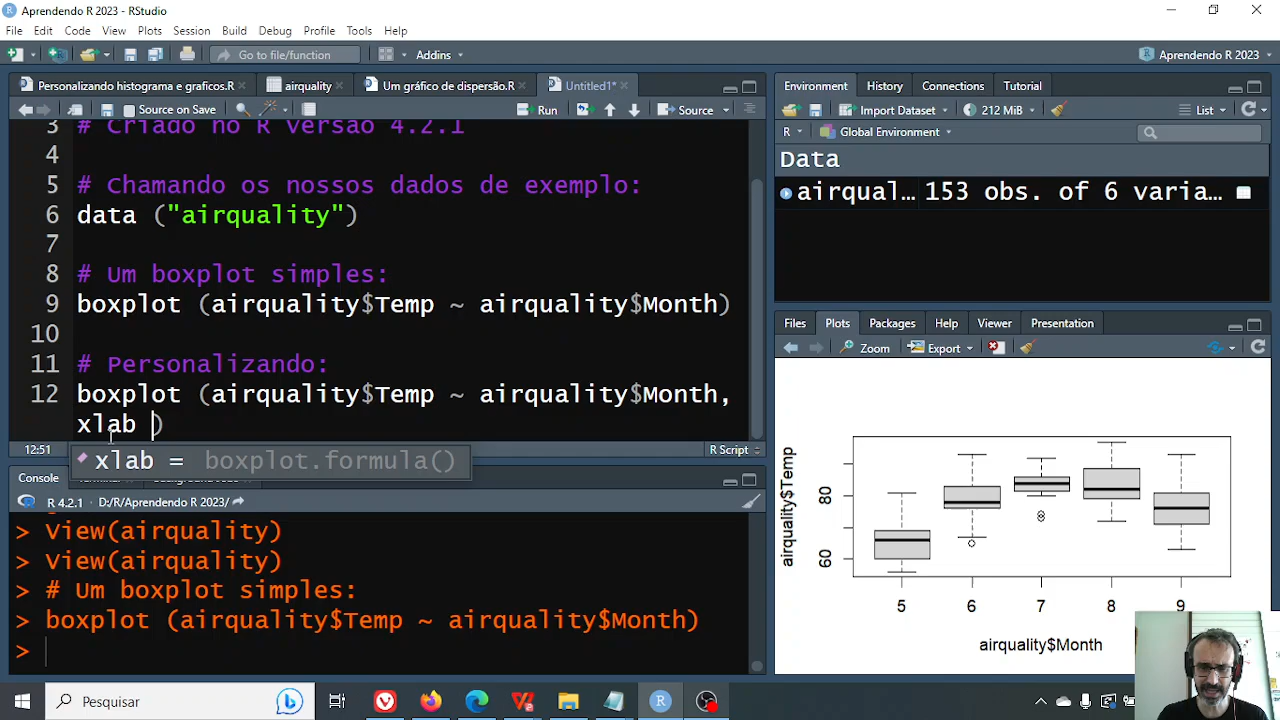 Aprendendo R 2023 - RStudio
File Edit Code View Plots Session Build Debug Profile Tools Help
Go to file/function Addins Aprendendo R 2023
Personalizando histograma e graficos.R airquality Um gráfico de dispersão.R Untitled1*
Source on Save Run Source
3 # Criado no R versão 4.2.1
4
5 # Chamando os nossos dados de exemplo:
6 data ("airquality")
7
8 # Um boxplot simples:
9 boxplot (airquality$Temp ~ airquality$Month)
10
11 # Personalizando:
12 boxplot (airquality$Temp ~ airquality$Month,
xlab )
xlab = boxplot.formula()
12:51 R Script
Console
R 4.2.1 · D:/R/Aprendendo R 2023/
> View(airquality)
> View(airquality)
> # Um boxplot simples:
> boxplot (airquality$Temp ~ airquality$Month)
>
Environment History Connections Tutorial
Import Dataset 212 MiB List
R Global Environment
Data
airqual... 153 obs. of 6 varia...
Files Plots Packages Help Viewer Presentation
Zoom Export
airquality$Temp
80
60
5 6 7 8 9
airquality$Month
Pesquisar